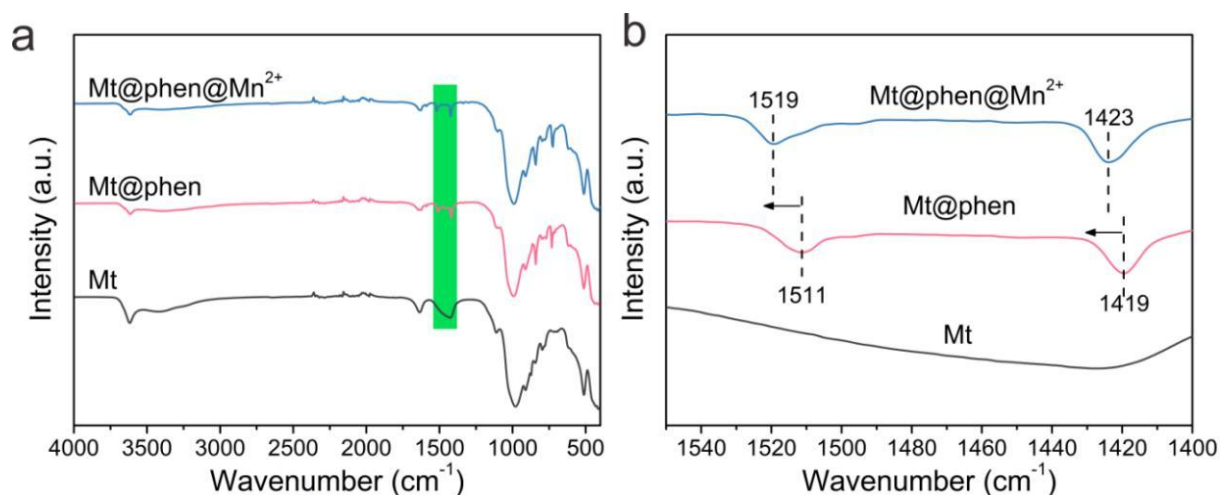 a
Intensity (a.u.)
Mt@phen@Mn²⁺
Mt@phen
Mt
4000 3500 3000 2500 2000 1500 1000 500
Wavenumber (cm⁻¹)
b
Intensity (a.u.)
1519
Mt@phen@Mn²⁺
1423
Mt@phen
1511
1419
Mt
1540 1520 1500 1480 1460 1440 1420 1400
Wavenumber (cm⁻¹)